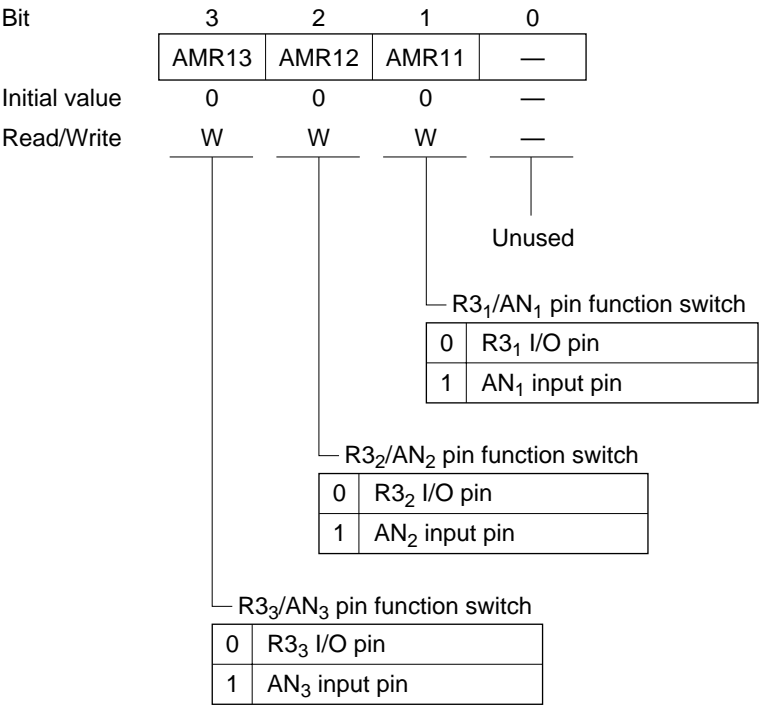 Bit 3 2 1 0
AMR13 AMR12 AMR11 —
Initial value 0 0 0 —
Read/Write W W W —
Unused
R3₁/AN₁ pin function switch
0 R3₁ I/O pin
1 AN₁ input pin
R3₂/AN₂ pin function switch
0 R3₂ I/O pin
1 AN₂ input pin
R3₃/AN₃ pin function switch
0 R3₃ I/O pin
1 AN₃ input pin